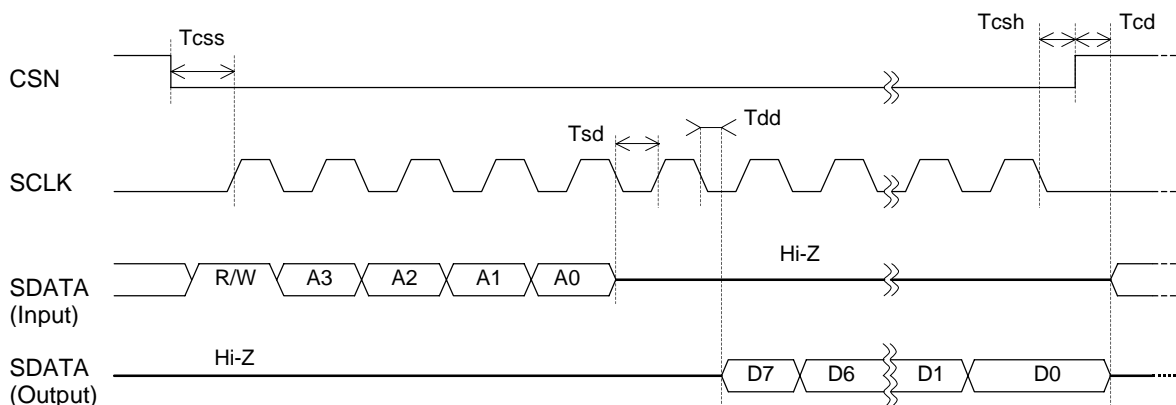 Tcss
Tcsh
Tcd
CSN
Tsd
Tdd
SCLK
Hi-Z
R/W
A3
A2
A1
A0
SDATA
(Input)
Hi-Z
SDATA
(Output)
D7
D6
D1
D0